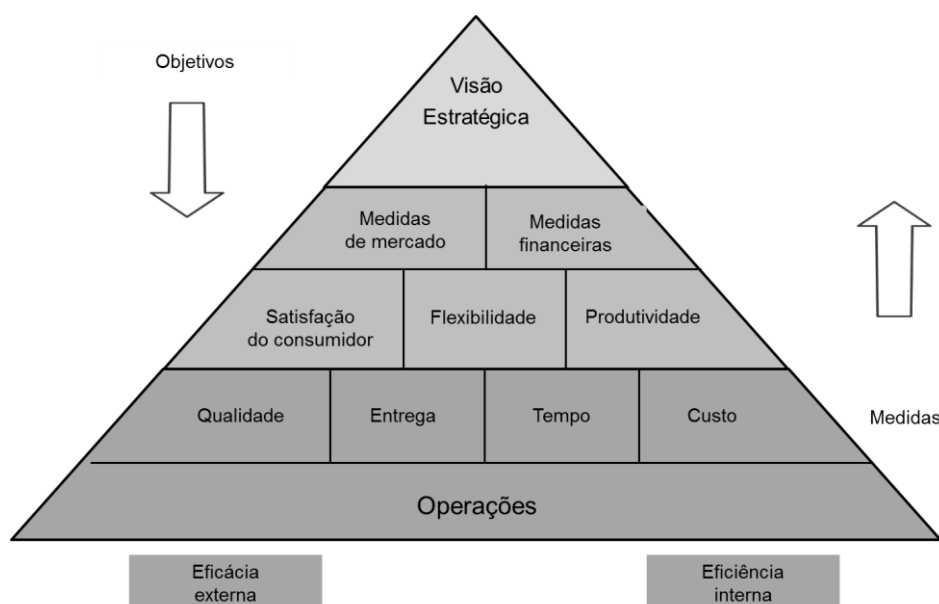 Objetivos
Visão
Estratégica
Medidas
de mercado
Medidas
financeiras
Satisfação
do consumidor
Flexibilidade
Produtividade
Qualidade
Entrega
Tempo
Custo
Medidas
Operações
Eficácia
externa
Eficiência
interna